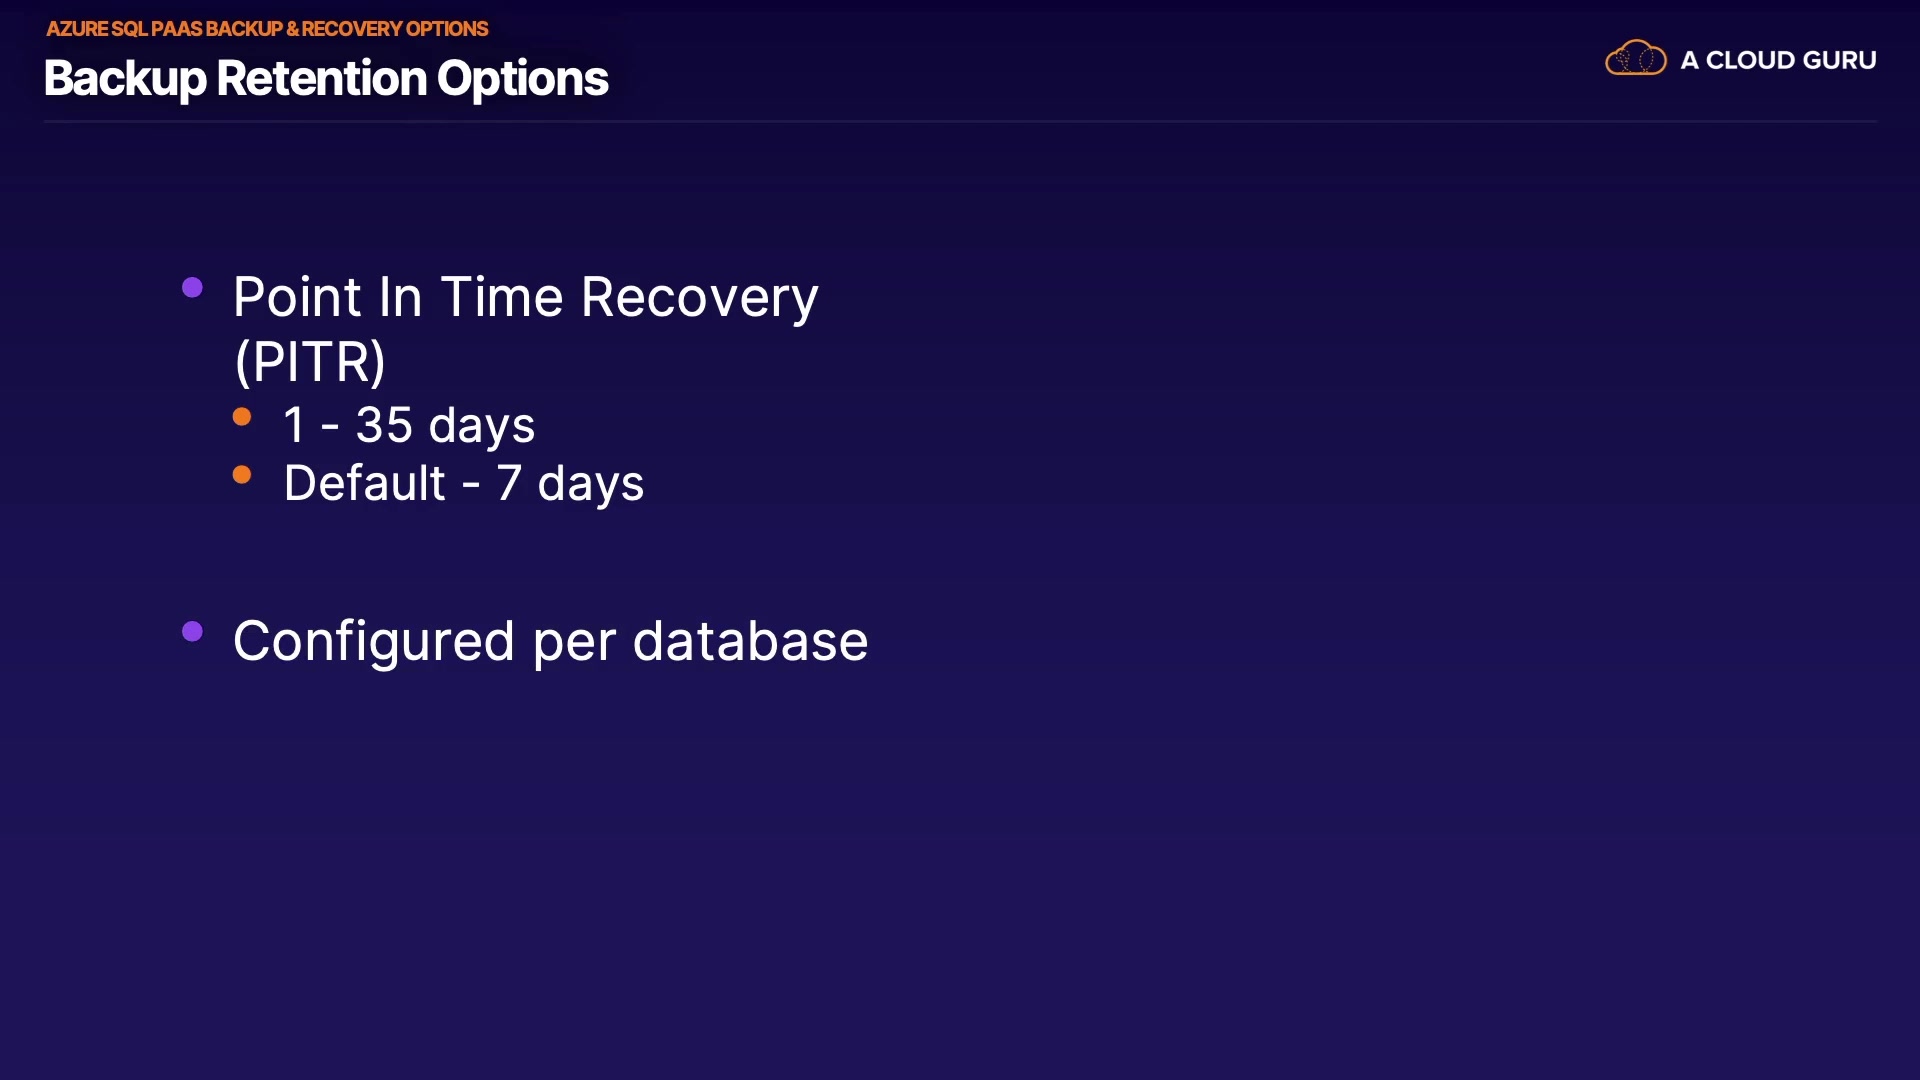 AZURE SQL PAAS BACKUP & RECOVERY OPTIONS
Backup Retention Options
A CLOUD GURU
Point In Time Recovery
(PITR)
1 - 35 days
Default - 7 days
Configured per database